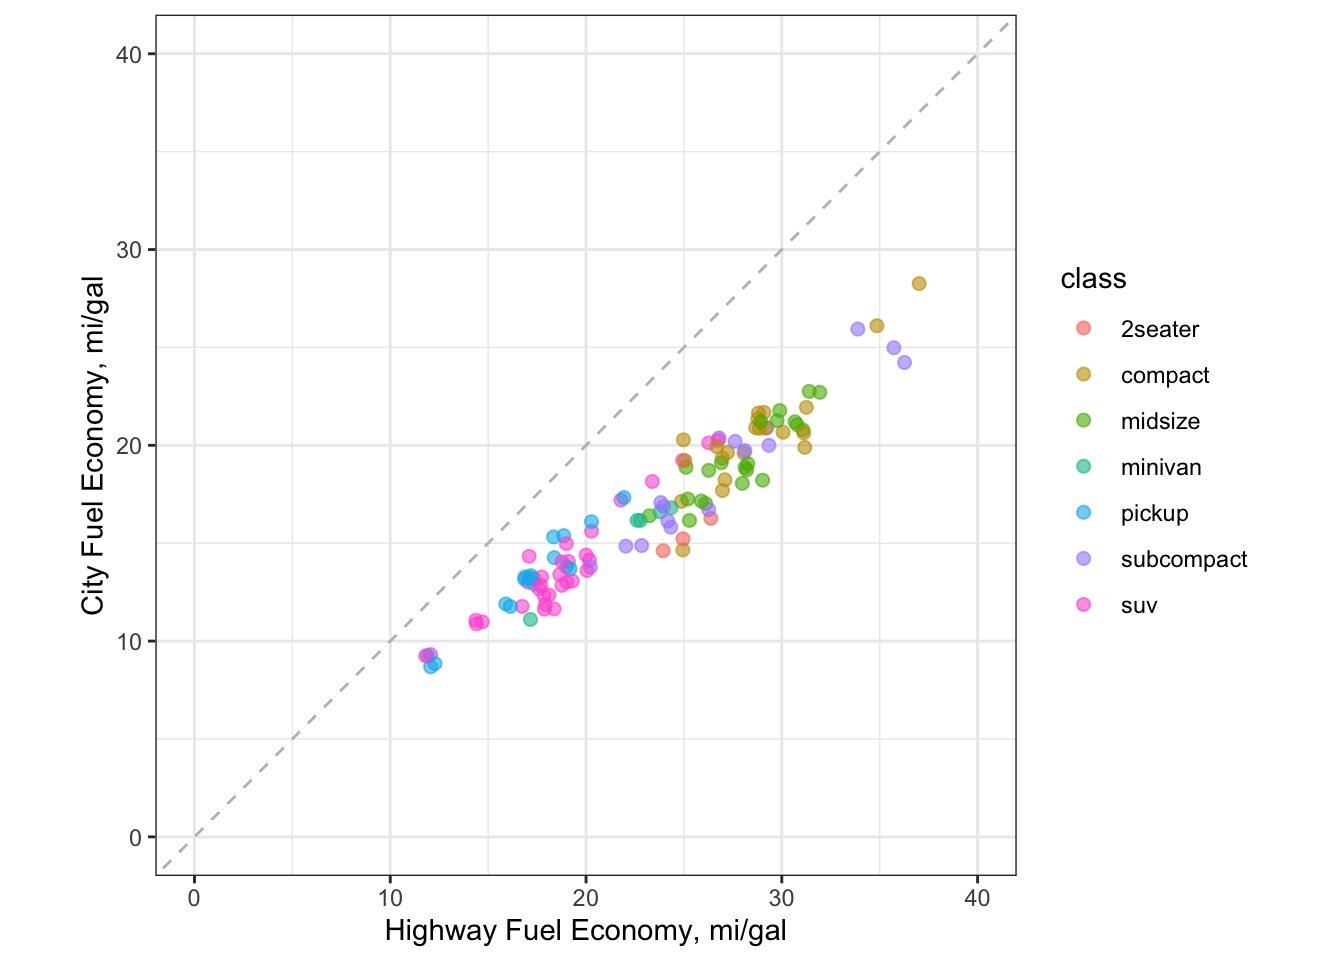 40
30
20
10
0
0 10 20 30 40
Highway Fuel Economy, mi/gal
City Fuel Economy, mi/gal
class
2seater
compact
midsize
minivan
pickup
subcompact
suv